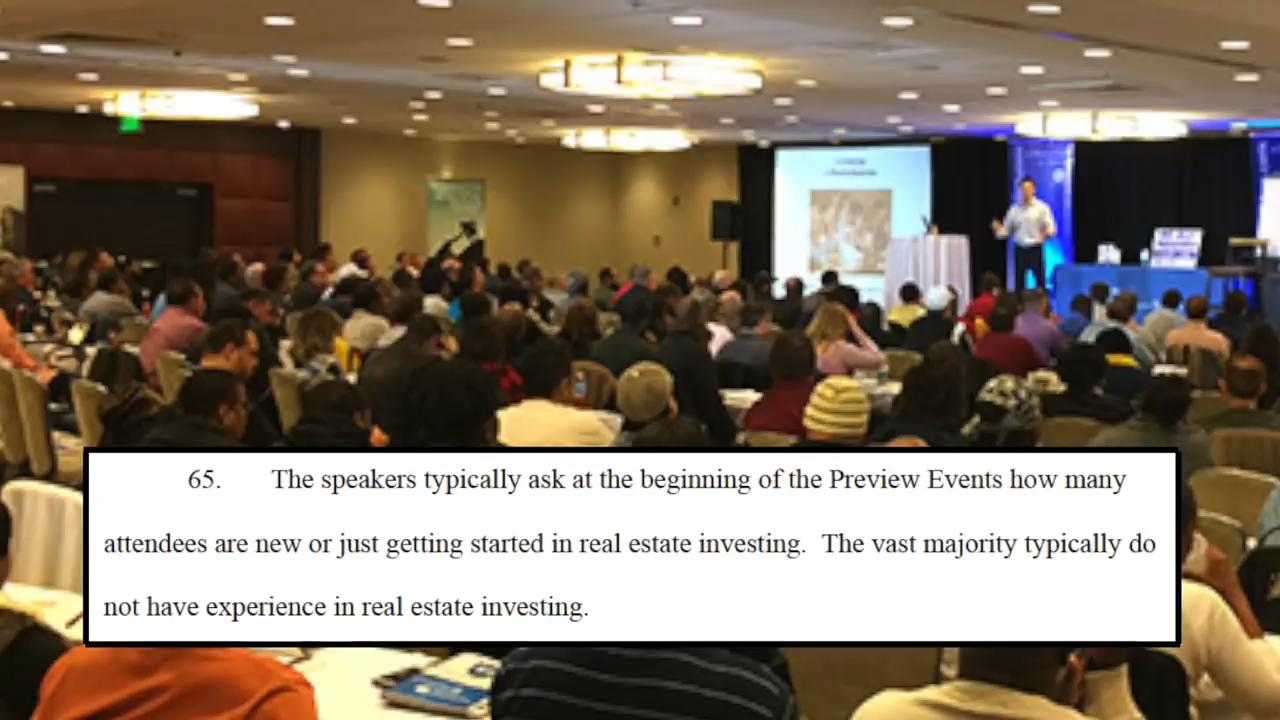 65. The speakers typically ask at the beginning of the Preview Events how many
attendees are new or just getting started in real estate investing. The vast majority typically do
not have experience in real estate investing.